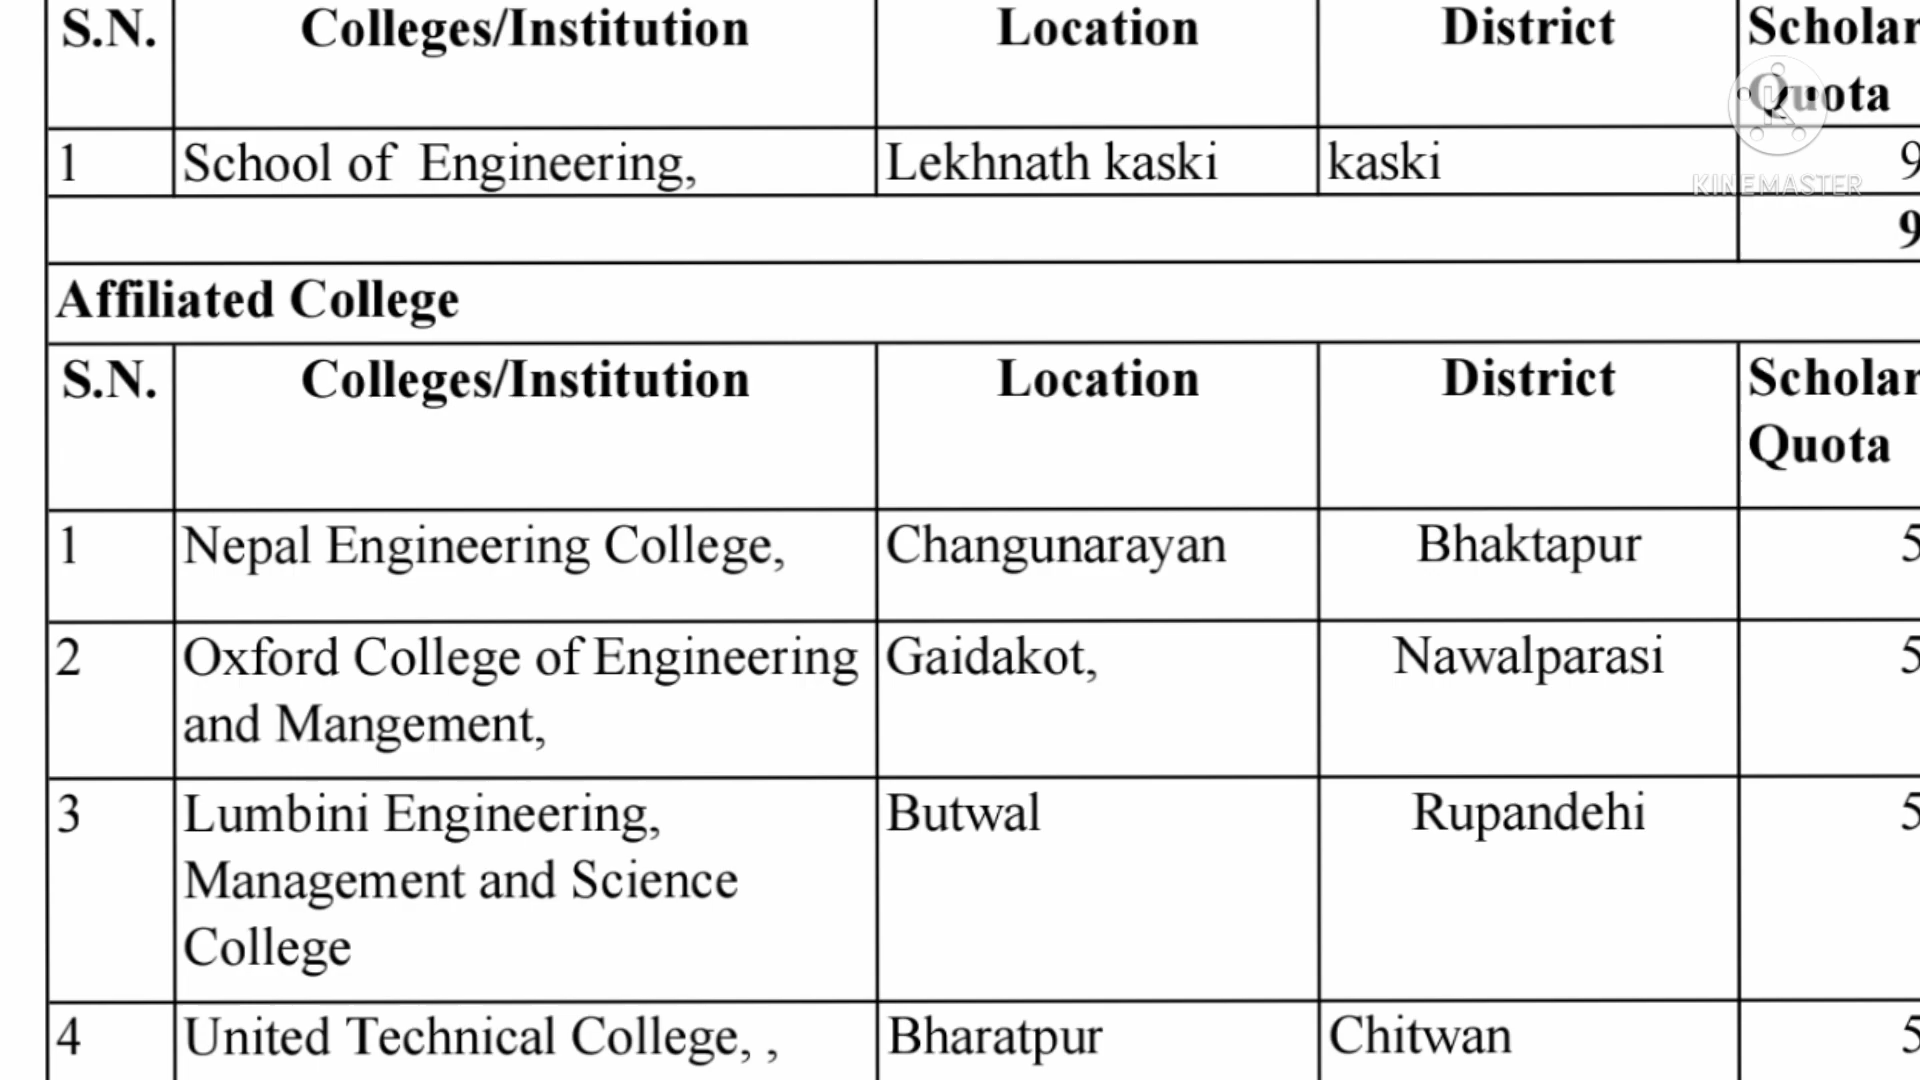 S.N. Colleges/Institution Location District Scholar
Quota
1 School of Engineering, Lekhnath kaski kaski 9
KINEMASTER
9
Affiliated College
S.N. Colleges/Institution Location District Scholar
Quota
1 Nepal Engineering College, Changunarayan Bhaktapur 5
2 Oxford College of Engineering Gaidakot, Nawalparasi 5
and Mangement,
3 Lumbini Engineering, Butwal Rupandehi 5
Management and Science
College
4 United Technical College, , Bharatpur Chitwan 5